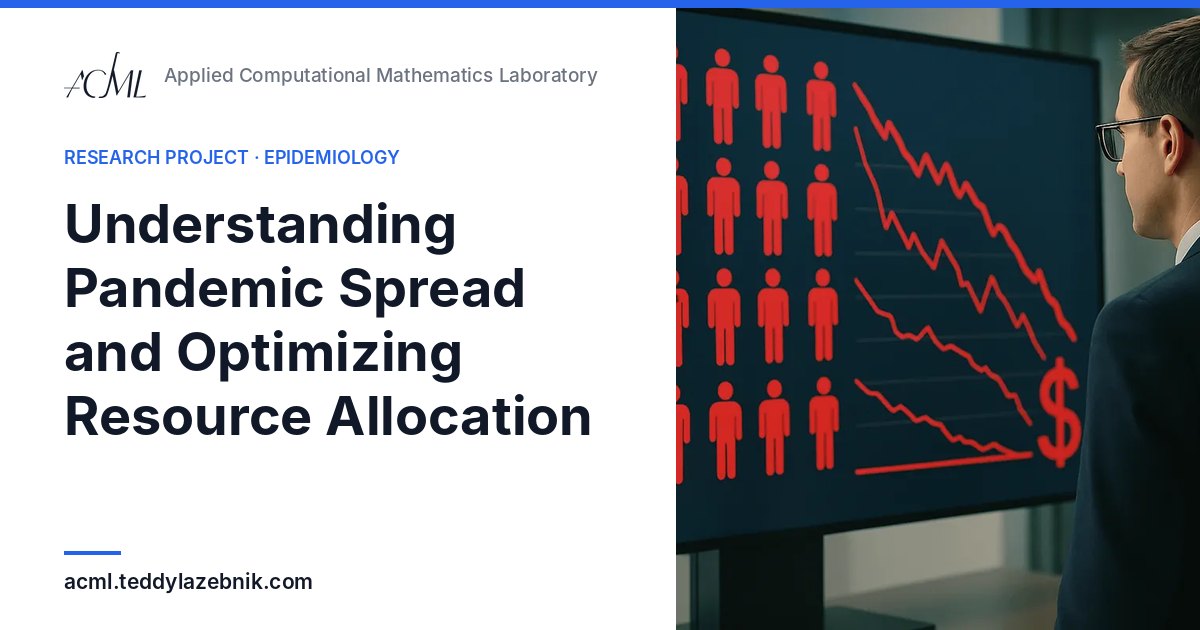 ACML
Applied Computational Mathematics Laboratory
RESEARCH PROJECT · EPIDEMIOLOGY
Understanding
Pandemic Spread
and Optimizing
Resource Allocation
$
acml.teddylazebnik.com